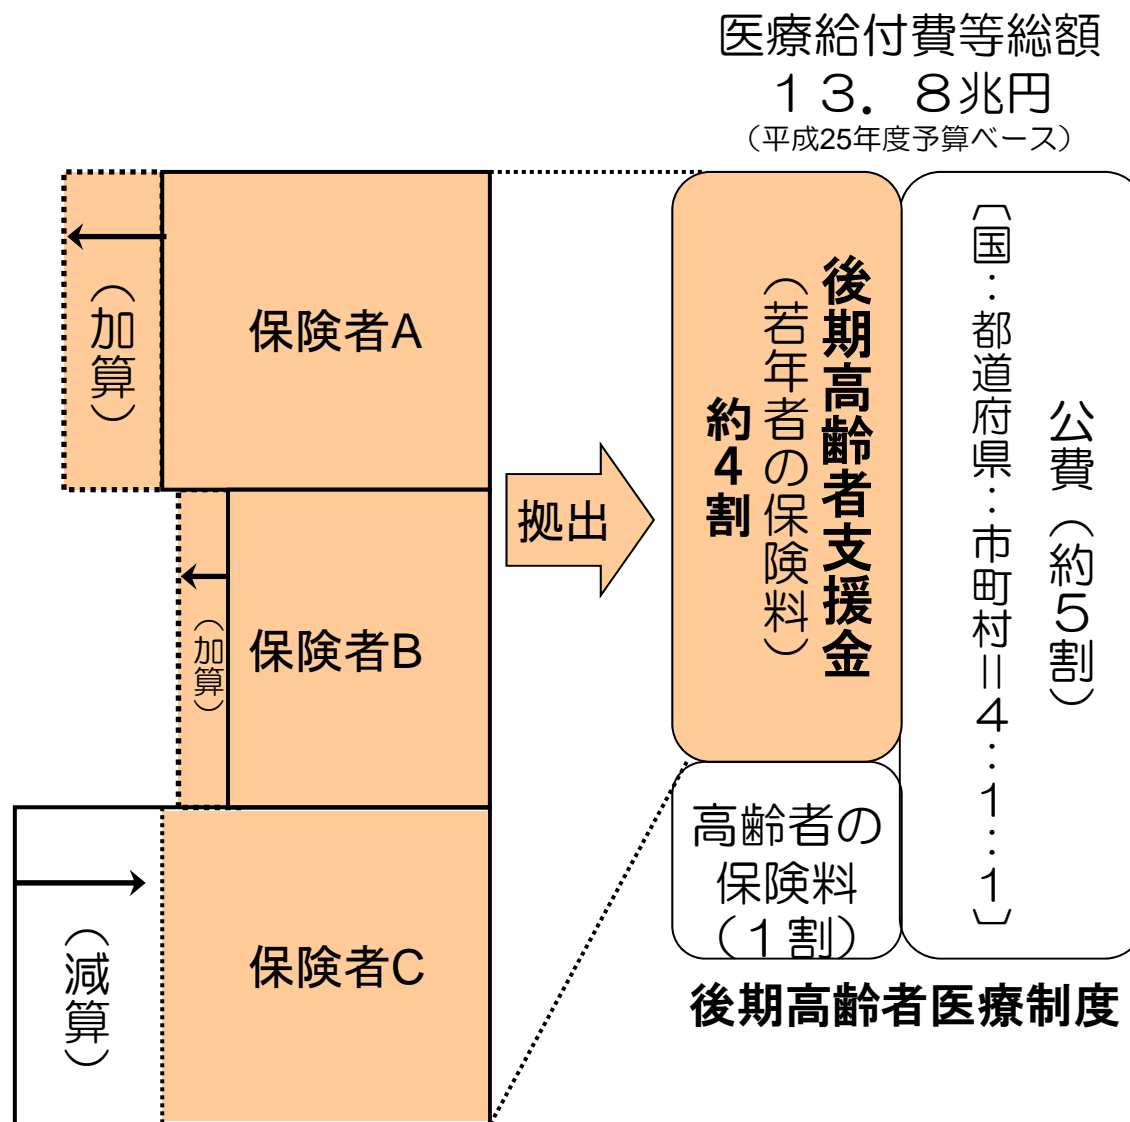 医療給付費等総額
１３．８兆円
（平成25年度予算ベース）
（加算）
保険者A
（加算）
保険者B
（減算）
保険者C
拠出
後期高齢者支援金
（若年者の保険料）
約４割
高齢者の
保険料
（１割）
公費（約５割）
〔国：都道府県：市町村＝４：１：１〕
後期高齢者医療制度